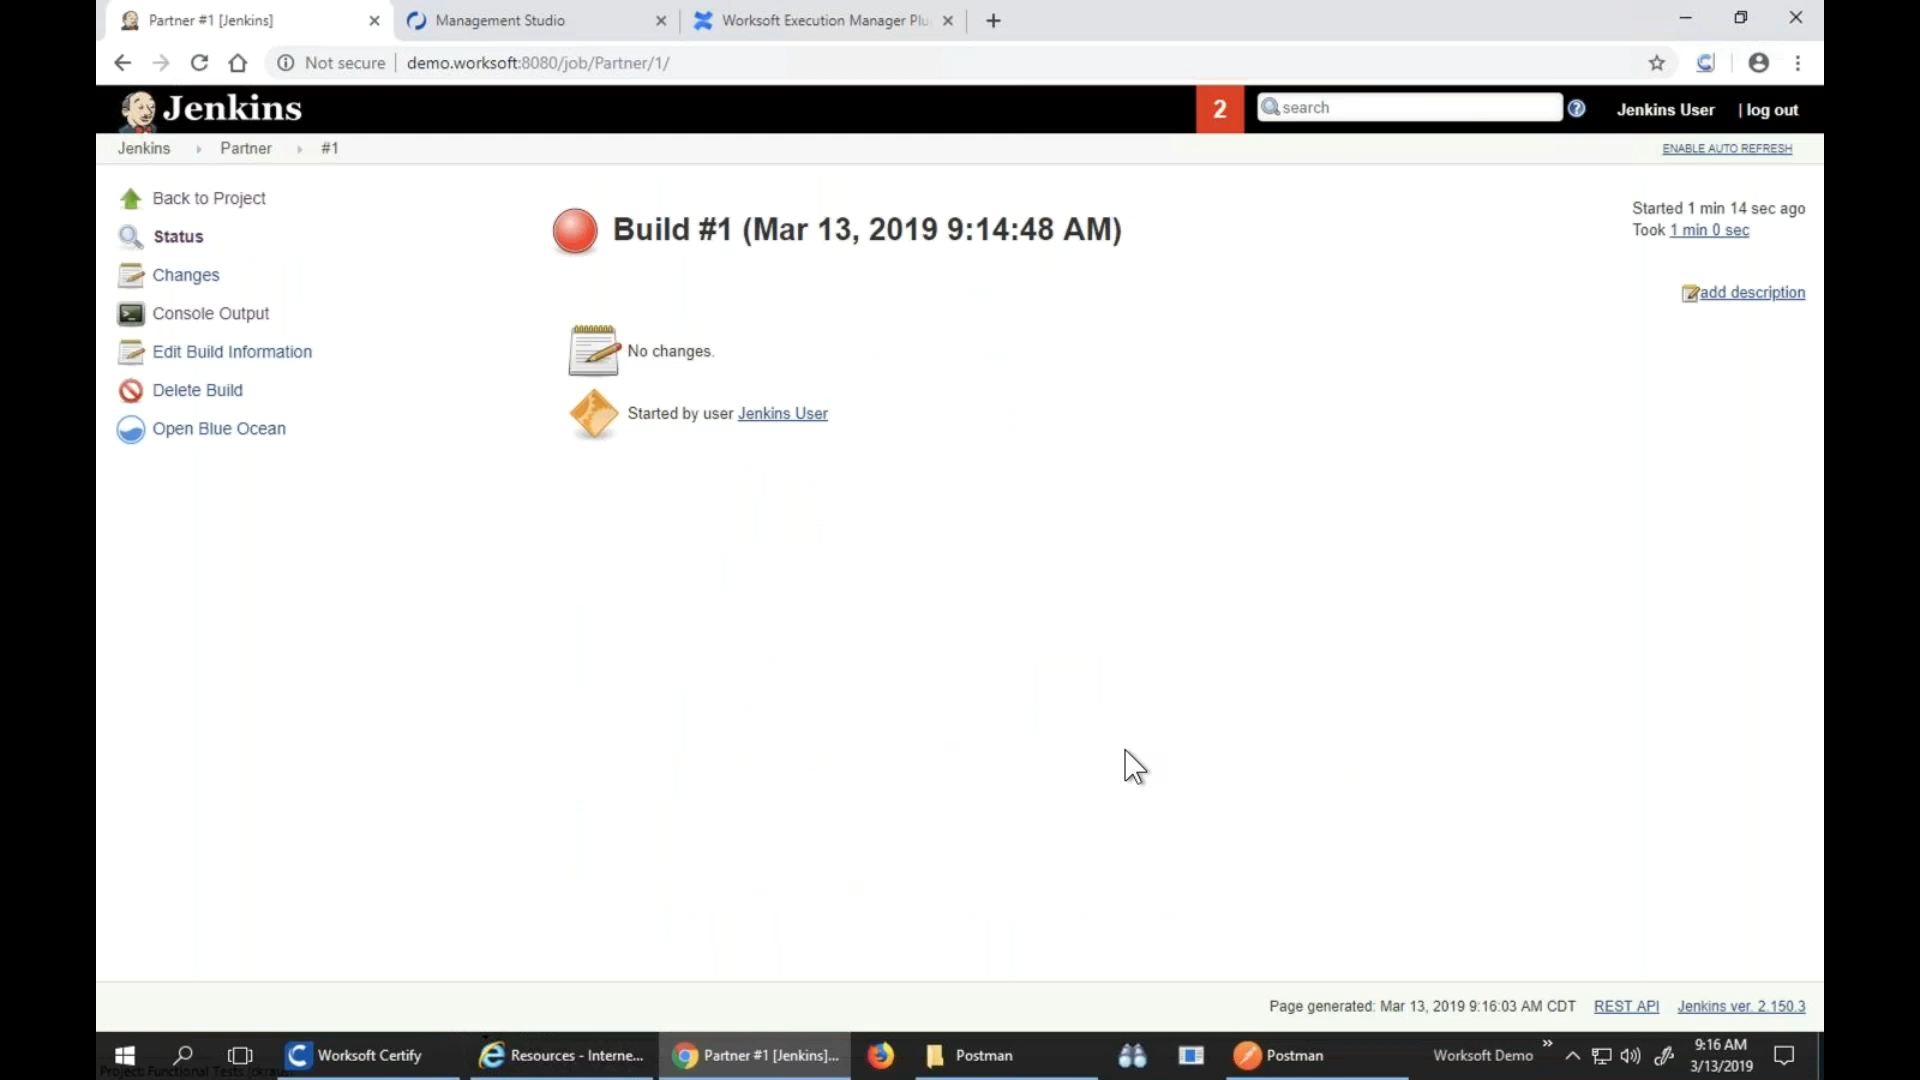 Partner #1 [Jenkins]
Management Studio
Worksoft Execution Manager Plu
Not secure
demo.worksoft:8080/job/Partner/1/
Jenkins
2
search
Jenkins User
| log out
Jenkins
Partner
#1
ENABLE AUTO REFRESH
Back to Project
Status
Changes
Console Output
Edit Build Information
Delete Build
Open Blue Ocean
Build #1 (Mar 13, 2019 9:14:48 AM)
Started 1 min 14 sec ago
Took 1 min 0 sec
add description
No changes.
Started by user Jenkins User
Page generated: Mar 13, 2019 9:16:03 AM CDT
REST API
Jenkins ver. 2.150.3
Worksoft Certify
Resources - Interne...
Partner #1 [Jenkins]...
Postman
Postman
Worksoft Demo
9:16 AM
3/13/2019
Project: Functional Tests